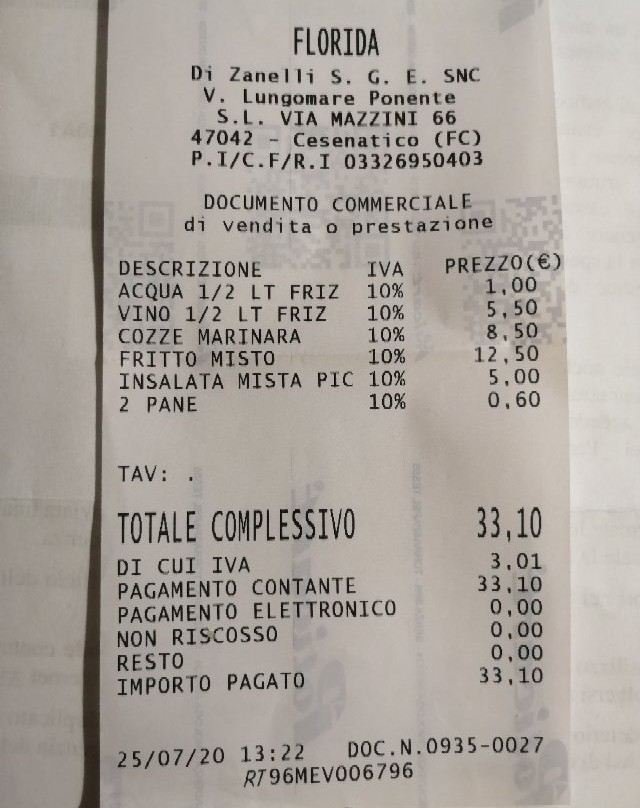 FLORIDA
Di Zanelli S. G. E. SNC
V. Lungomare Ponente
S.L. VIA MAZZINI 66
47042 - Cesenatico (FC)
P.I/C.F/R.I 03326950403
DOCUMENTO COMMERCIALE
di vendita o prestazione
DESCRIZIONE IVA PREZZO(€)
ACQUA 1/2 LT FRIZ 10% 1,00
VINO 1/2 LT FRIZ 10% 5,50
COZZE MARINARA 10% 8,50
FRITTO MISTO 10% 12,50
INSALATA MISTA PIC 10% 5,00
2 PANE 10% 0,60
TAV: .
TOTALE COMPLESSIVO 33,10
DI CUI IVA 3,01
PAGAMENTO CONTANTE 33,10
PAGAMENTO ELETTRONICO 0,00
NON RISCOSSO 0,00
RESTO 0,00
IMPORTO PAGATO 33,10
25/07/20 13:22 DOC.N.0935-0027
RT96MEV006796